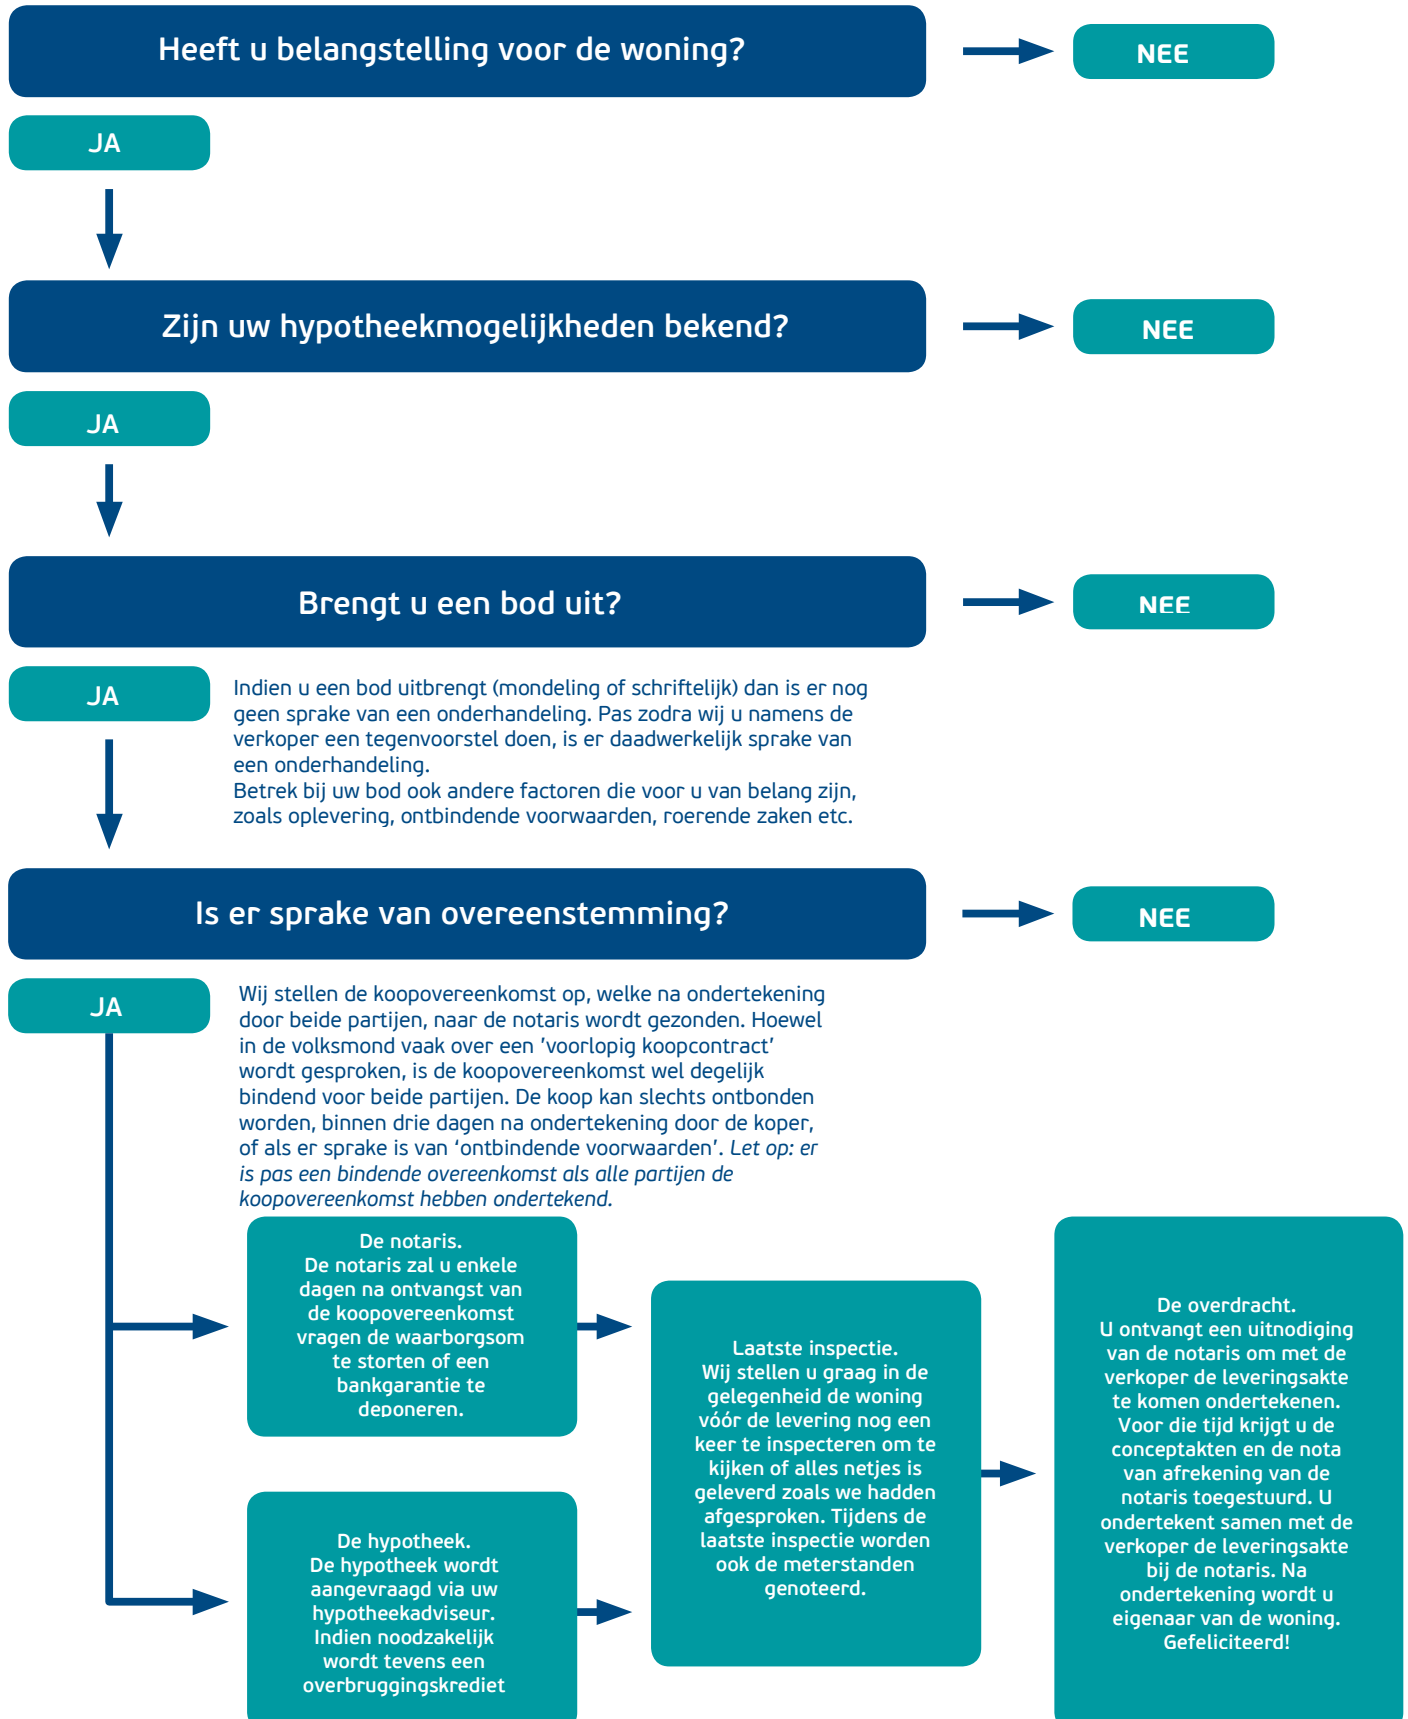 Heeft u belangstelling voor de woning?
NEE
JA
Zijn uw hypotheekmogelijkheden bekend?
NEE
JA
Brengt u een bod uit?
NEE
JA
Indien u een bod uitbrengt (mondeling of schriftelijk) dan is er nog
geen sprake van een onderhandeling. Pas zodra wij u namens de
verkoper een tegenvoorstel doen, is er daadwerkelijk sprake van
een onderhandeling.
Betrek bij uw bod ook andere factoren die voor u van belang zijn,
zoals oplevering, ontbindende voorwaarden, roerende zaken etc.
Is er sprake van overeenstemming?
NEE
JA
Wij stellen de koopovereenkomst op, welke na ondertekening
door beide partijen, naar de notaris wordt gezonden. Hoewel
in de volksmond vaak over een 'voorlopig koopcontract'
wordt gesproken, is de koopovereenkomst wel degelijk
bindend voor beide partijen. De koop kan slechts ontbonden
worden, binnen drie dagen na ondertekening door de koper,
of als er sprake is van ‘ontbindende voorwaarden’. Let op: er
is pas een bindende overeenkomst als alle partijen de
koopovereenkomst hebben ondertekend.
De notaris.
De notaris zal u enkele
dagen na ontvangst van
de koopovereenkomst
vragen de waarborgsom
te storten of een
bankgarantie te
deponeren.
De hypotheek.
De hypotheek wordt
aangevraagd via uw
hypotheekadviseur.
Indien noodzakelijk
wordt tevens een
overbruggingskrediet
Laatste inspectie.
Wij stellen u graag in de
gelegenheid de woning
vóór de levering nog een
keer te inspecteren om te
kijken of alles netjes is
geleverd zoals we hadden
afgesproken. Tijdens de
laatste inspectie worden
ook de meterstanden
genoteerd.
De overdracht.
U ontvangt een uitnodiging
van de notaris om met de
verkoper de leveringsakte
te komen ondertekenen.
Voor die tijd krijgt u de
conceptakten en de nota
van afrekening van de
notaris toegestuurd. U
ondertekent samen met de
verkoper de leveringsakte
bij de notaris. Na
ondertekening wordt u
eigenaar van de woning.
Gefeliciteerd!